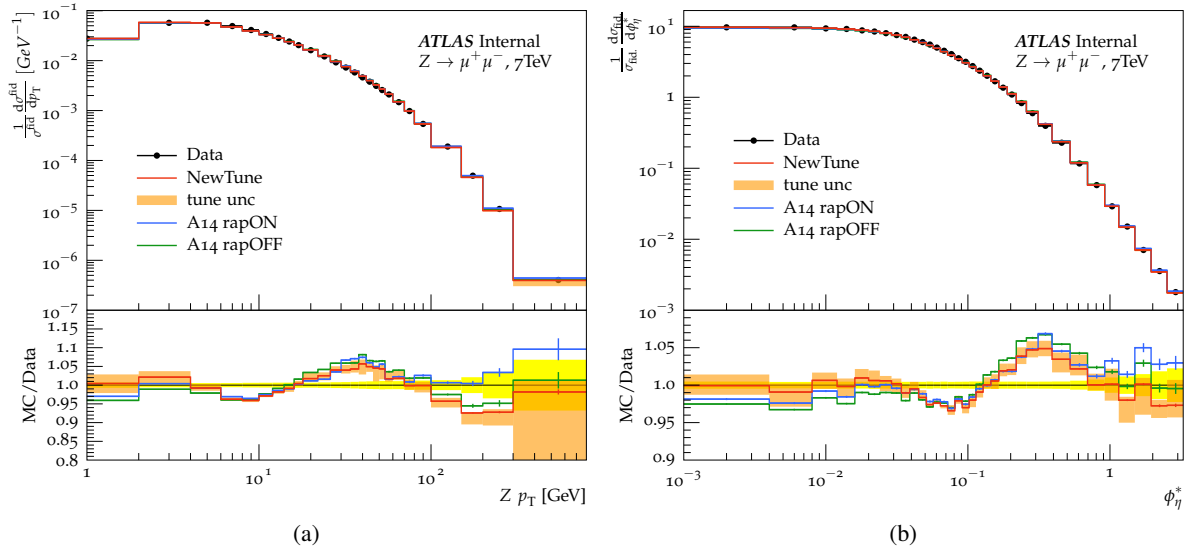 ATLAS Internal
Z → μ⁺μ⁻, 7TeV
Data
NewTune
tune unc
A14 rapON
A14 rapOFF
10⁻⁷
10⁻⁶
10⁻⁵
10⁻⁴
10⁻³
10⁻²
10⁻¹
1
1/σ^fid dσ^fid/dp_T [GeV⁻¹]
0.8
0.85
0.9
0.95
1.0
1.05
1.10
1.15
MC/Data
1 10¹ 10²
Z p_T [GeV]
(a)
ATLAS Internal
Z → μ⁺μ⁻, 7TeV
Data
NewTune
tune unc
A14 rapON
A14 rapOFF
10⁻³
10⁻²
10⁻¹
1
10¹
1/σ_fid. dσ_fid/dφ*_η
0.9
0.95
1.00
1.05
MC/Data
10⁻³ 10⁻² 10⁻¹ 1
φ*_η
(b)